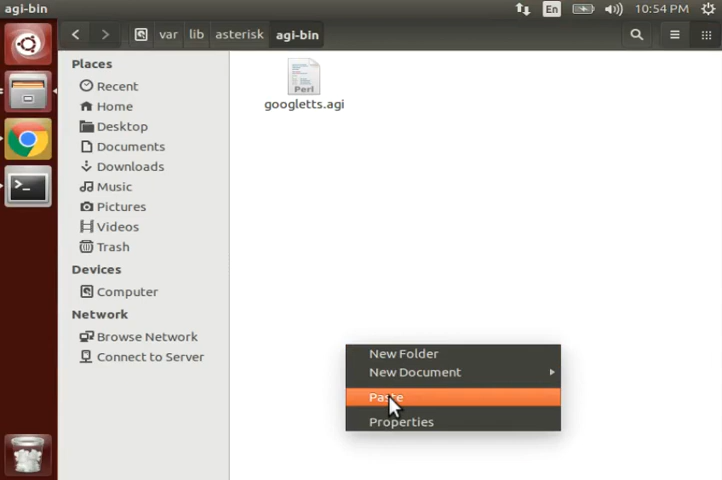 agi-bin
En
10:54 PM
var
lib
asterisk
agi-bin
Places
Recent
Home
Desktop
Documents
Downloads
Music
Pictures
Videos
Trash
Devices
Computer
Network
Browse Network
Connect to Server
Perl
googletts.agi
New Folder
New Document
Paste
Properties
>_